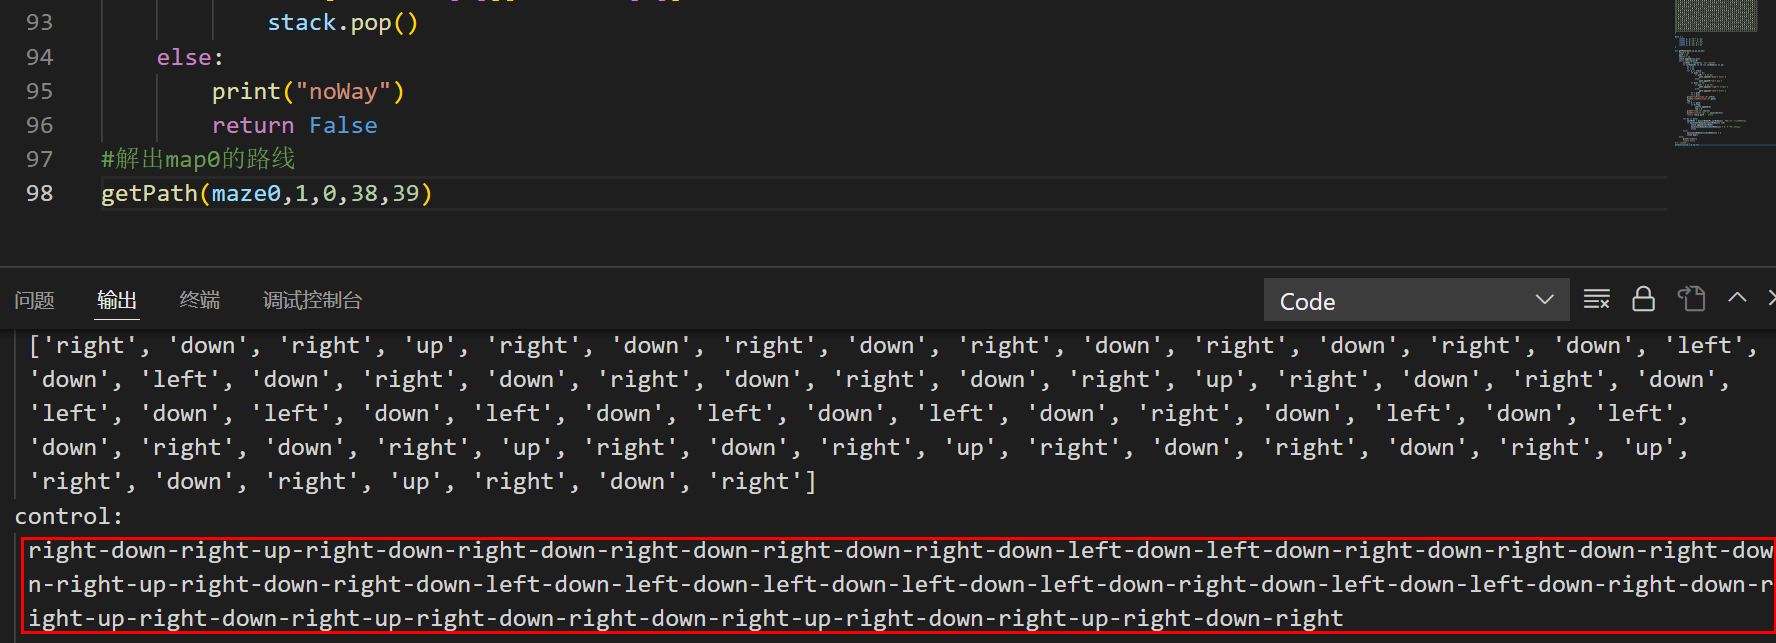 93 stack.pop()
94 else:
95 print("noWay")
96 return False
97 #解出map0的路线
98 getPath(maze0,1,0,38,39)
问题 输出 终端 调试控制台 Code
['right', 'down', 'right', 'up', 'right', 'down', 'right', 'down', 'right', 'down', 'right', 'down', 'right', 'down', 'left',
'down', 'left', 'down', 'right', 'down', 'right', 'down', 'right', 'down', 'right', 'up', 'right', 'down', 'right', 'down',
'left', 'down', 'left', 'down', 'left', 'down', 'left', 'down', 'left', 'down', 'right', 'down', 'left', 'down', 'left',
'down', 'right', 'down', 'right', 'up', 'right', 'down', 'right', 'up', 'right', 'down', 'right', 'down', 'right', 'up',
'right', 'down', 'right', 'up', 'right', 'down', 'right']
control:
right-down-right-up-right-down-right-down-right-down-right-down-right-down-left-down-left-down-right-down-right-down-right-dow
n-right-up-right-down-right-down-left-down-left-down-left-down-left-down-left-down-right-down-left-down-left-down-right-down-r
ight-up-right-down-right-up-right-down-right-down-right-up-right-down-right-up-right-down-right